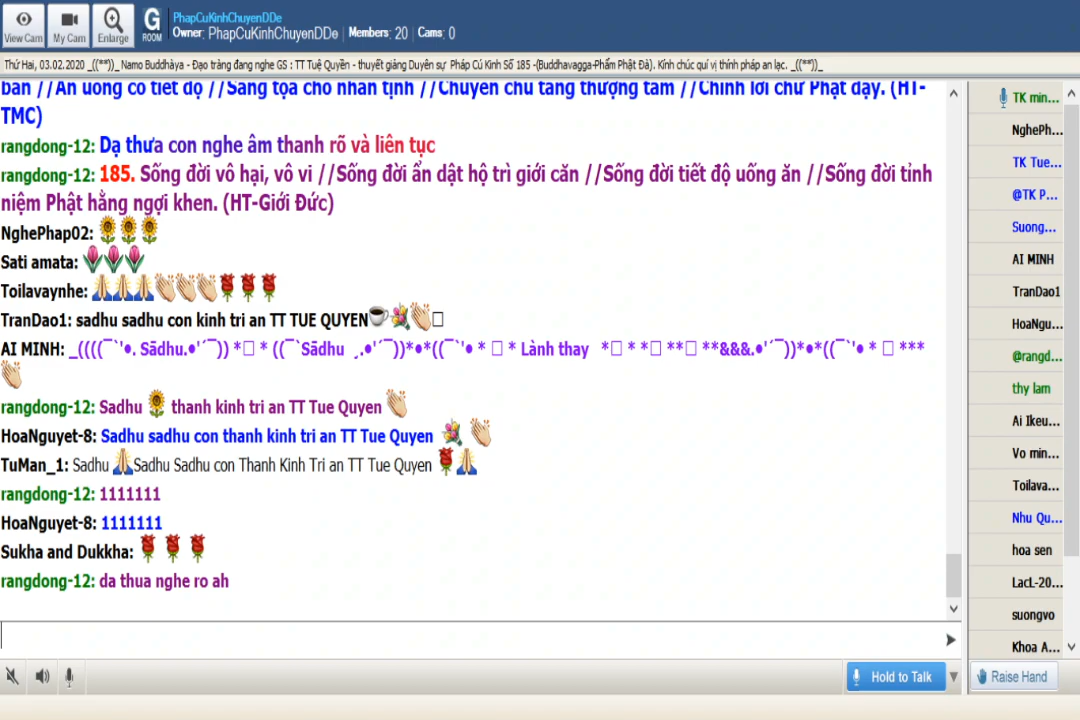 View Cam
My Cam
Enlarge
G
ROOM
PhapCuKinhChuyenDDe
Owner: PhapCuKinhChuyenDDe | Members: 20 | Cams: 0
Thứ Hai, 03.02.2020 _((**))_ Namo Buddhàya - Đạo tràng đang nghe GS : TT Tuệ Quyền - thuyết giảng Duyên sự Pháp Cú Kinh Số 185 -(Buddhavagga-Phẩm Phật Đà). Kính chúc quí vị thính pháp an lạc. _((**))_
bản //Ăn uống có tiết độ //Sàng tọa chỗ nhàn tịnh //Chuyên chú tăng thượng tâm //Chính lời chư Phật dạy. (HT-
TMC)
rangdong-12: Dạ thưa con nghe âm thanh rõ và liên tục
rangdong-12: 185. Sống đời vô hại, vô vi //Sống đời ẩn dật hộ trì giới căn //Sống đời tiết độ uống ăn //Sống đời tỉnh
niệm Phật hằng ngợi khen. (HT-Giới Đức)
NghePhap02: 🌻🌻🌻
Sati amata: 🌷🌷🌷
Toilavaynhe: 🙏🙏🙏👏👏👏🌹🌹🌹
TranDao1: sadhu sadhu con kinh tri an TT TUE QUYEN☕💐👏□
AI MINH: _((((¯`'•. Sādhu.•'´¯)) *□ * ((¯`Sādhu ¸.•'´¯))*•*((¯`'• * □ * Lành thay *□ * *□ **□ **&&&.•'´¯))*•*((¯`'• * □ ***
👏
rangdong-12: Sadhu 🌻 thanh kinh tri an TT Tue Quyen 👏
HoaNguyet-8: Sadhu sadhu con thanh kinh tri an TT Tue Quyen 💐 👏
TuMan_1: Sadhu 🙏Sadhu Sadhu con Thanh Kinh Tri an TT Tue Quyen 🌹🙏
rangdong-12: 1111111
HoaNguyet-8: 1111111
Sukha and Dukkha: 🌹 🌹 🌹
rangdong-12: da thua nghe ro ah
Hold to Talk
TK min...
NghePh...
TK Tue...
@TK P...
Suong...
AI MINH
TranDao1
HoaNgu...
@rangd...
thy lam
Ai Ikeu...
Vo min...
Toilava...
Nhu Qu...
hoa sen
LacL-20...
suongvo
Khoa A...
Raise Hand